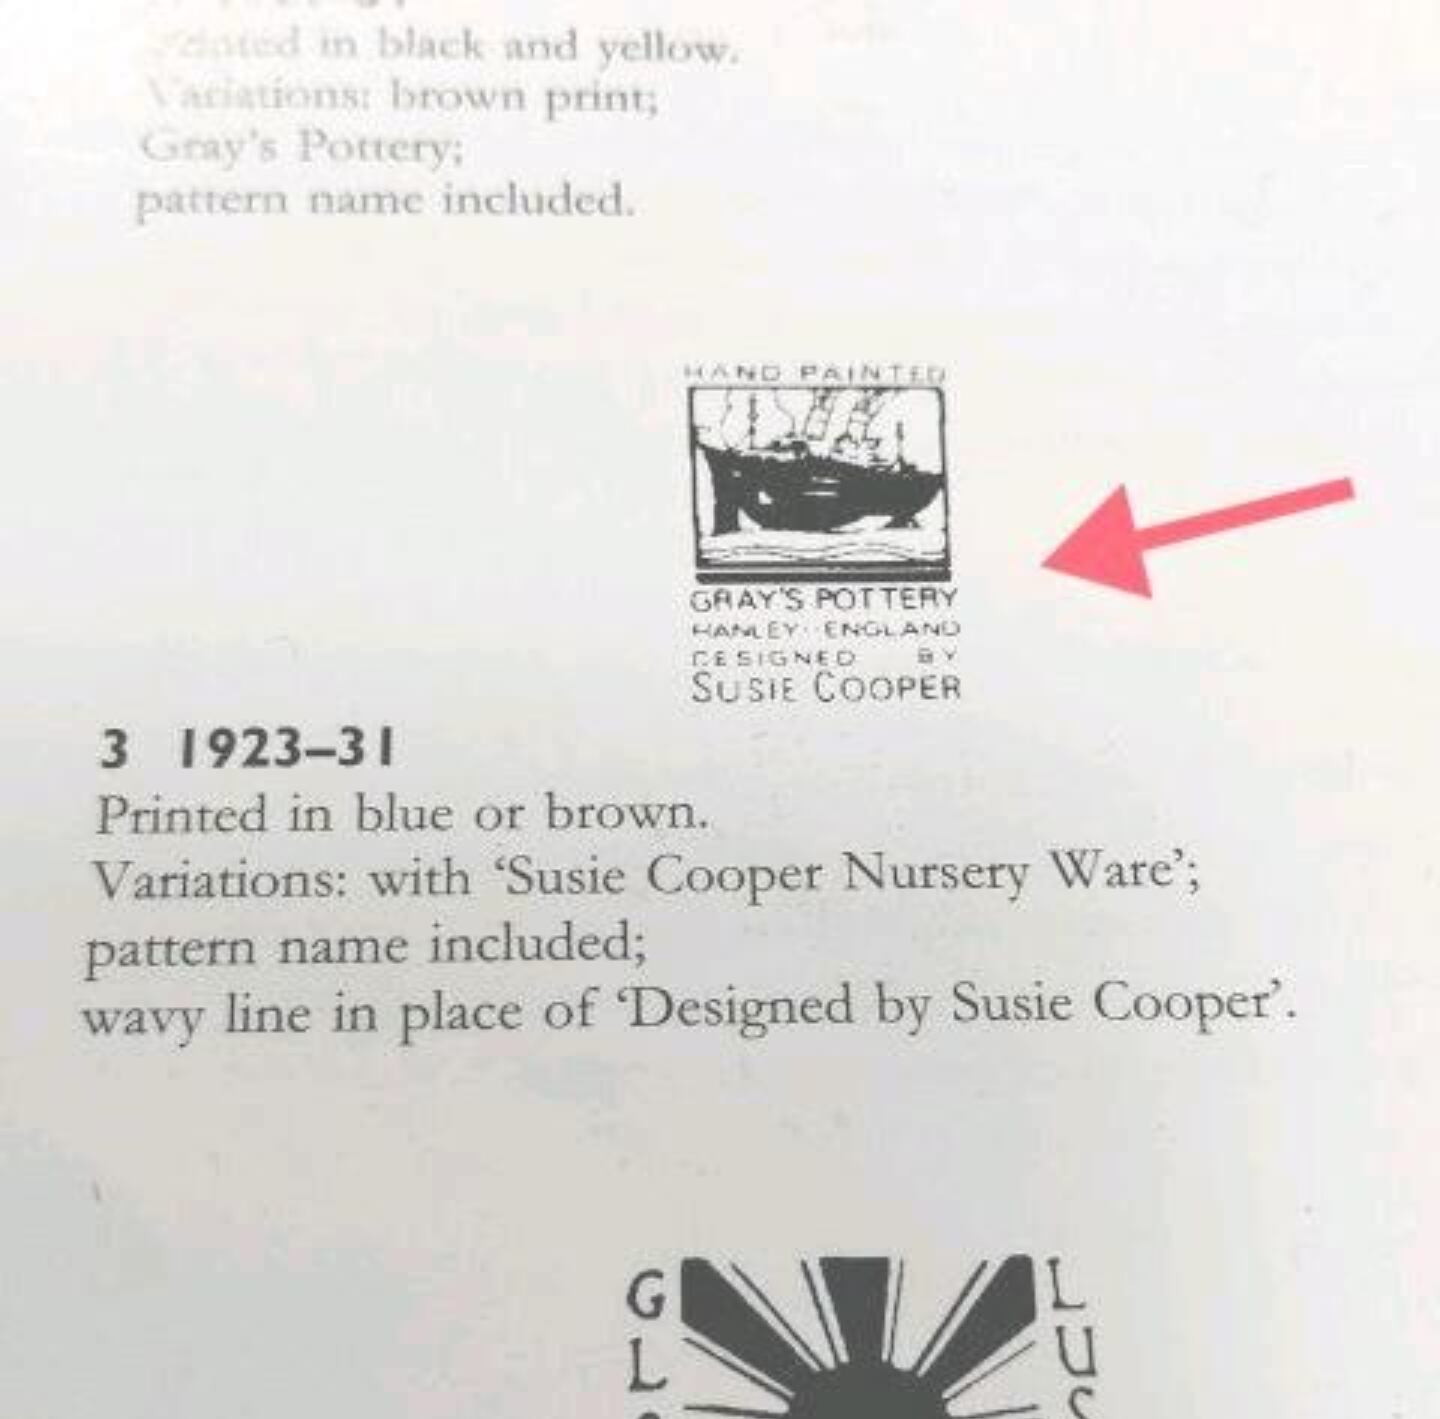 Printed in black and yellow.
Variations: brown print;
Gray's Pottery;
pattern name included.
HAND PAINTED
GRAY'S POTTERY
HANLEY ENGLAND
DESIGNED BY
SUSIE COOPER
3 1923–31
Printed in blue or brown.
Variations: with ‘Susie Cooper Nursery Ware’;
pattern name included;
wavy line in place of ‘Designed by Susie Cooper’.
G L
L U
S